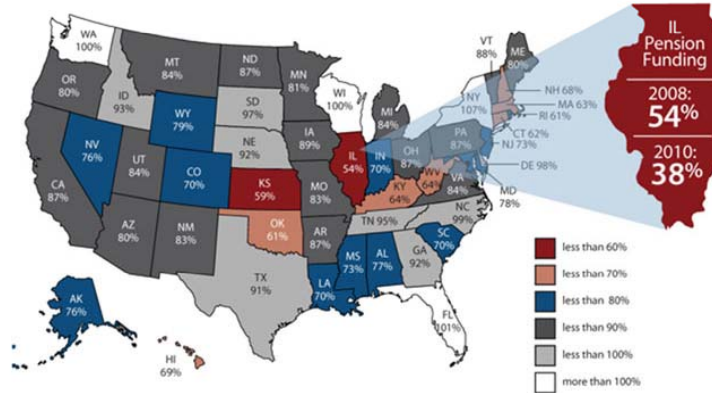 WA
100%
OR
80%
ID
93%
MT
84%
ND
87%
MN
81%
WI
100%
MI
84%
VT
88%
ME
80%
NY
107%
NH 68%
MA 63%
RI 61%
CT 62%
NJ 73%
DE 98%
MD
78%
WY
79%
SD
97%
NE
92%
IA
89%
IL
54%
IN
70%
OH
87%
PA
87%
NV
76%
UT
84%
CO
70%
KS
59%
MO
83%
KY
64%
WV
64%
VA
84%
CA
87%
AZ
80%
NM
83%
OK
61%
AR
87%
TN 95%
NC
99%
SC
70%
TX
91%
LA
70%
MS
73%
AL
77%
GA
92%
FL
101%
AK
76%
HI
69%
IL
Pension
Funding
2008:
54%
2010:
38%
less than 60%
less than 70%
less than 80%
less than 90%
less than 100%
more than 100%